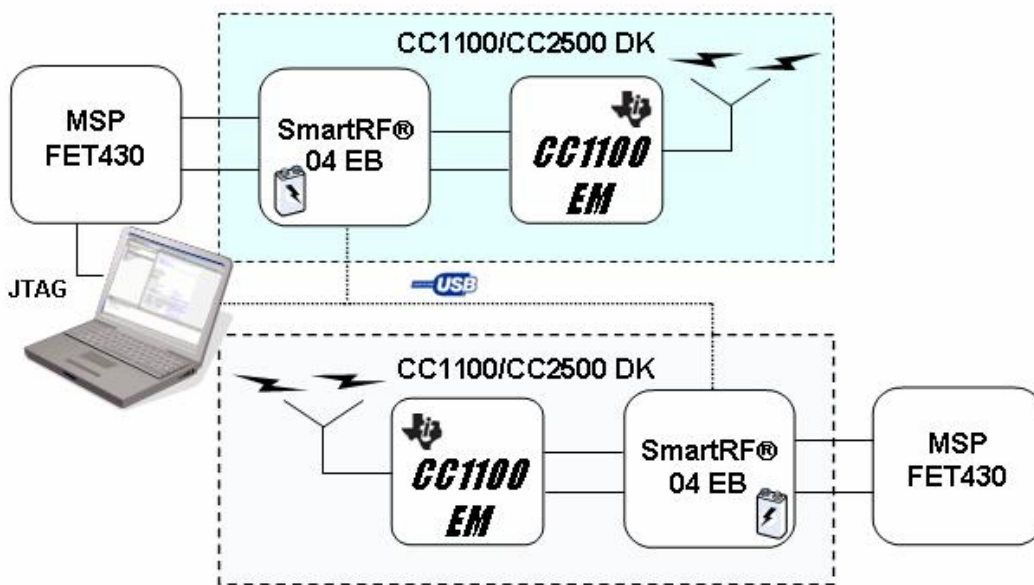 CC1100/CC2500 DK
MSP
FET430
SmartRF®
04 EB
CC1100
EM
JTAG
USB
CC1100/CC2500 DK
CC1100
EM
SmartRF®
04 EB
MSP
FET430